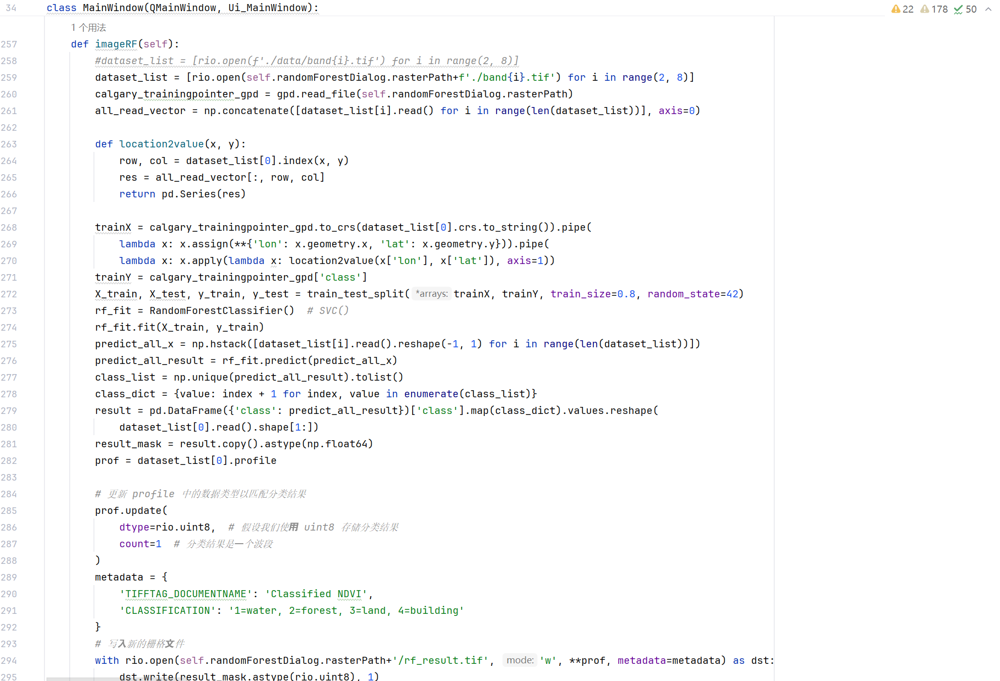 34 class MainWindow(QMainWindow, Ui_MainWindow): 22 178 50
1 个用法
257 def imageRF(self):
258 #dataset_list = [rio.open(f'./data/band{i}.tif') for i in range(2, 8)]
259 dataset_list = [rio.open(self.randomForestDialog.rasterPath+f'./band{i}.tif') for i in range(2, 8)]
260 calgary_trainingpointer_gpd = gpd.read_file(self.randomForestDialog.rasterPath)
261 all_read_vector = np.concatenate([dataset_list[i].read() for i in range(len(dataset_list))], axis=0)
262
263 def location2value(x, y):
264 row, col = dataset_list[0].index(x, y)
265 res = all_read_vector[:, row, col]
266 return pd.Series(res)
267
268 trainX = calgary_trainingpointer_gpd.to_crs(dataset_list[0].crs.to_string()).pipe(
269 lambda x: x.assign(**{'lon': x.geometry.x, 'lat': x.geometry.y})).pipe(
270 lambda x: x.apply(lambda x: location2value(x['lon'], x['lat']), axis=1))
271 trainY = calgary_trainingpointer_gpd['class']
272 X_train, X_test, y_train, y_test = train_test_split( *arrays: trainX, trainY, train_size=0.8, random_state=42)
273 rf_fit = RandomForestClassifier()  # SVC()
274 rf_fit.fit(X_train, y_train)
275 predict_all_x = np.hstack([dataset_list[i].read().reshape(-1, 1) for i in range(len(dataset_list))])
276 predict_all_result = rf_fit.predict(predict_all_x)
277 class_list = np.unique(predict_all_result).tolist()
278 class_dict = {value: index + 1 for index, value in enumerate(class_list)}
279 result = pd.DataFrame({'class': predict_all_result})['class'].map(class_dict).values.reshape(
280 dataset_list[0].read().shape[1:])
281 result_mask = result.copy().astype(np.float64)
282 prof = dataset_list[0].profile
283
284 # 更新 profile 中的数据类型以匹配分类结果
285 prof.update(
286 dtype=rio.uint8,  # 假设我们使用 uint8 存储分类结果
287 count=1  # 分类结果是一个波段
288 )
289 metadata = {
290 'TIFFTAG_DOCUMENTNAME': 'Classified NDVI',
291 'CLASSIFICATION': '1=water, 2=forest, 3=land, 4=building'
292 }
293 # 写入新的栅格文件
294 with rio.open(self.randomForestDialog.rasterPath+'/rf_result.tif', mode: 'w', **prof, metadata=metadata) as dst:
295 dst.write(result_mask.astype(rio.uint8), 1)